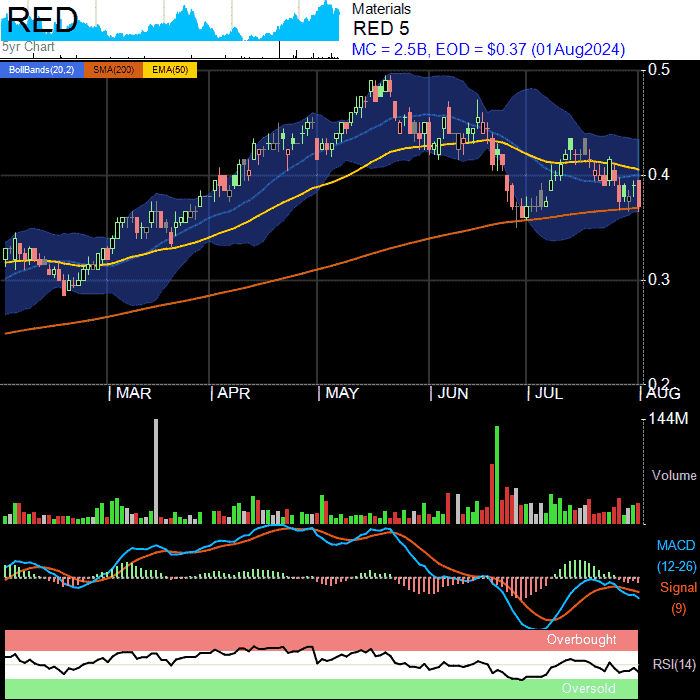 RED
5yr Chart
Materials
RED 5
MC = 2.5B, EOD = $0.37 (01Aug2024)
BollBands(20,2) SMA(200) EMA(50)
0.5
0.4
0.3
0.2
MAR APR MAY JUN JUL AUG
144M
Volume
MACD
(12-26)
Signal
(9)
Overbought
RSI(14)
Oversold